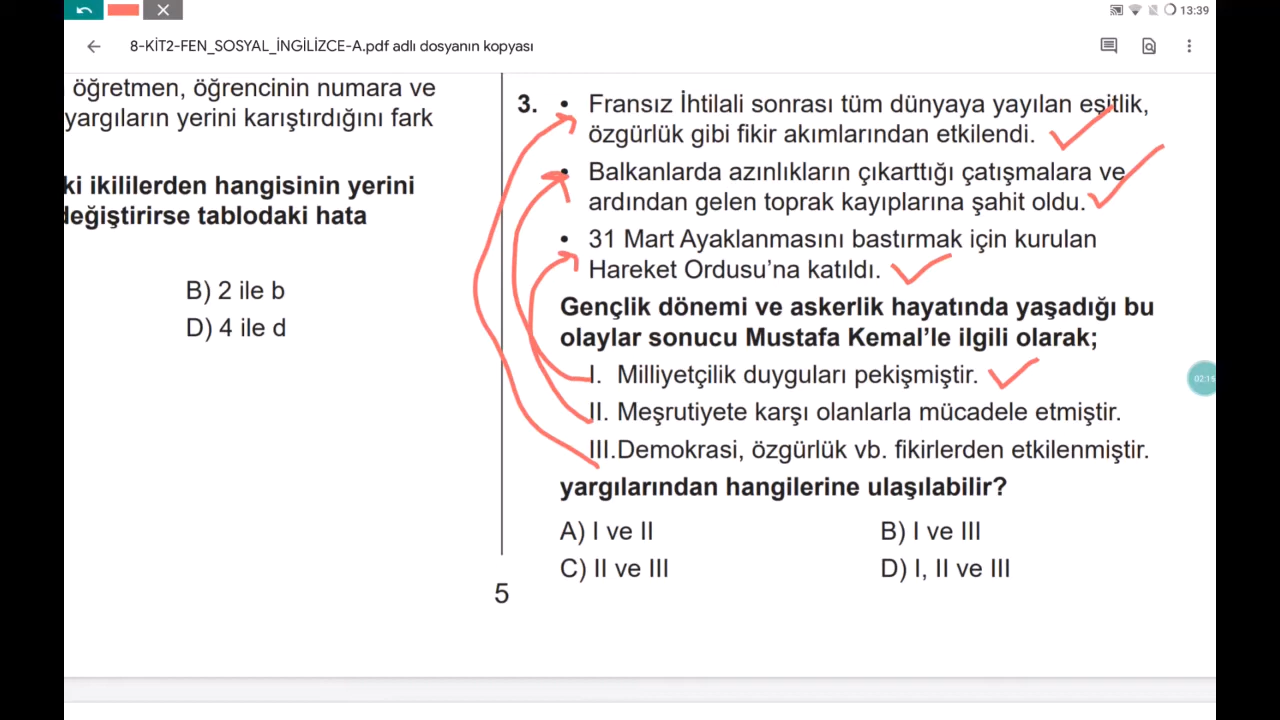 13:39
8-KİT2-FEN_SOSYAL_İNGİLİZCE-A.pdf adlı dosyanın kopyası
öğretmen, öğrencinin numara ve
yargıların yerini karıştırdığını fark
ki ikililerden hangisinin yerini
değiştirirse tablodaki hata
B) 2 ile b
D) 4 ile d
3. • Fransız İhtilali sonrası tüm dünyaya yayılan eşitlik,
özgürlük gibi fikir akımlarından etkilendi.
• Balkanlarda azınlıkların çıkarttığı çatışmalara ve
ardından gelen toprak kayıplarına şahit oldu.
• 31 Mart Ayaklanmasını bastırmak için kurulan
Hareket Ordusu’na katıldı.
Gençlik dönemi ve askerlik hayatında yaşadığı bu
olaylar sonucu Mustafa Kemal’le ilgili olarak;
I. Milliyetçilik duyguları pekişmiştir.
II. Meşrutiyete karşı olanlarla mücadele etmiştir.
III.Demokrasi, özgürlük vb. fikirlerden etkilenmiştir.
yargılarından hangilerine ulaşılabilir?
A) I ve II
B) I ve III
C) II ve III
D) I, II ve III
5
02:15